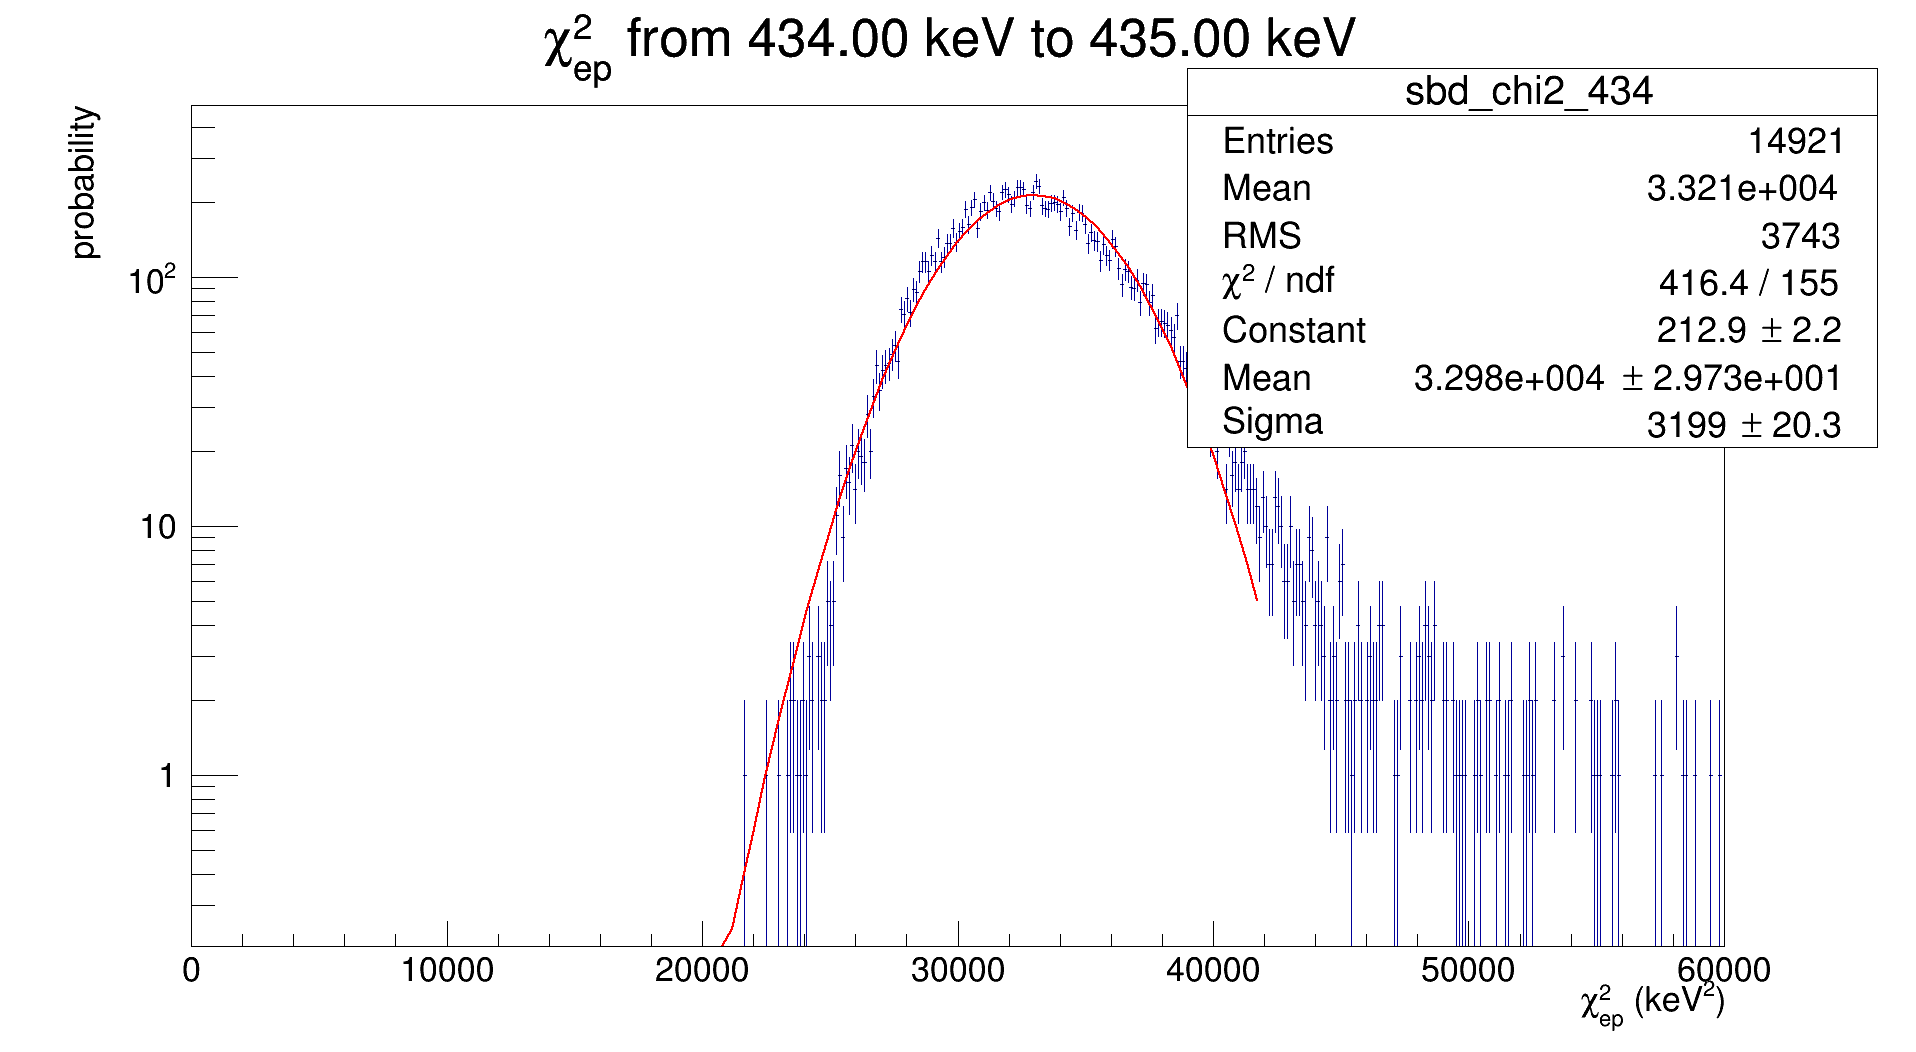 χ²ep from 434.00 keV to 435.00 keV
sbd_chi2_434
Entries 14921
Mean 3.321e+004
RMS 3743
χ² / ndf 416.4 / 155
Constant 212.9 ± 2.2
Mean 3.298e+004 ± 2.973e+001
Sigma 3199 ± 20.3
probability
10²
10
1
0 10000 20000 30000 40000 50000 60000
χ²ep (keV²)